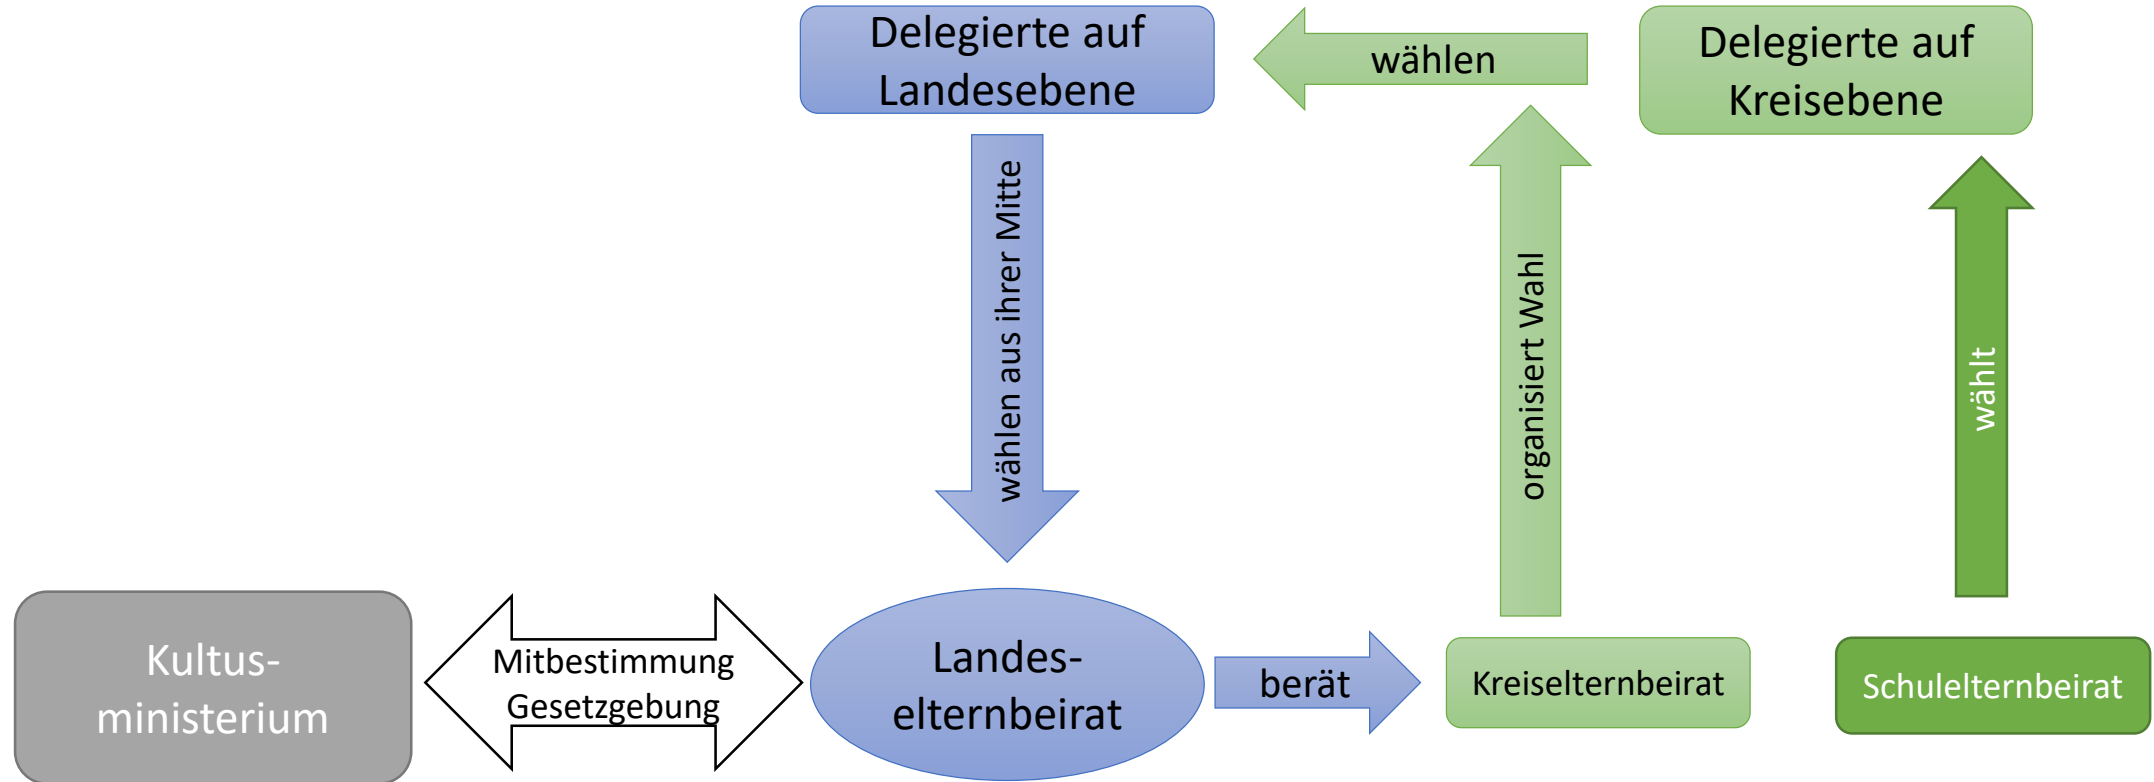 Delegierte auf
Landesebene
wählen
Delegierte auf
Kreisebene
wählen aus ihrer Mitte
organisiert Wahl
wählt
Kultus-
ministerium
Mitbestimmung
Gesetzgebung
Landes-
elternbeirat
berät
Kreiselternbeirat
Schulelternbeirat